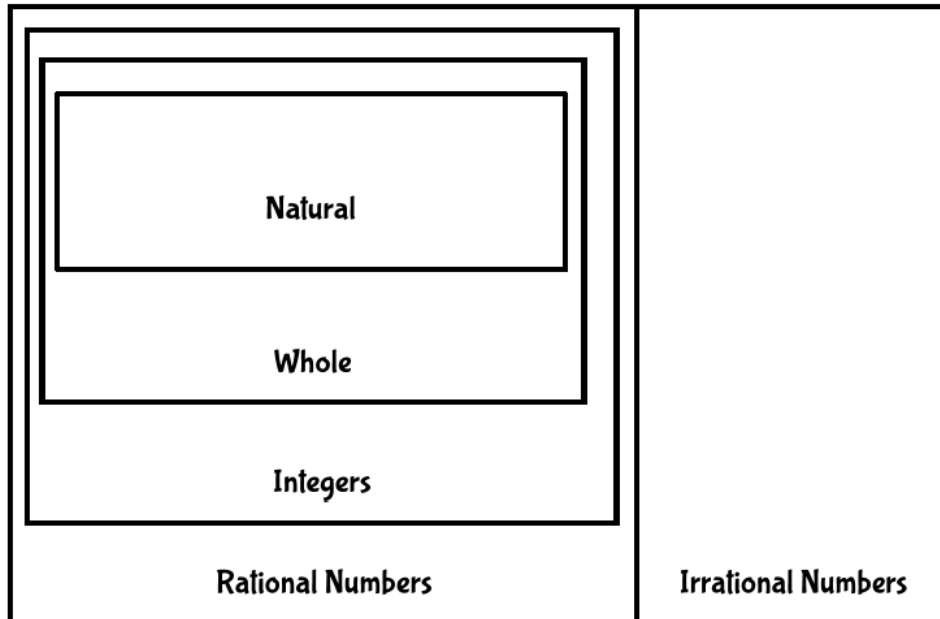 Natural
Whole
Integers
Rational Numbers
Irrational Numbers